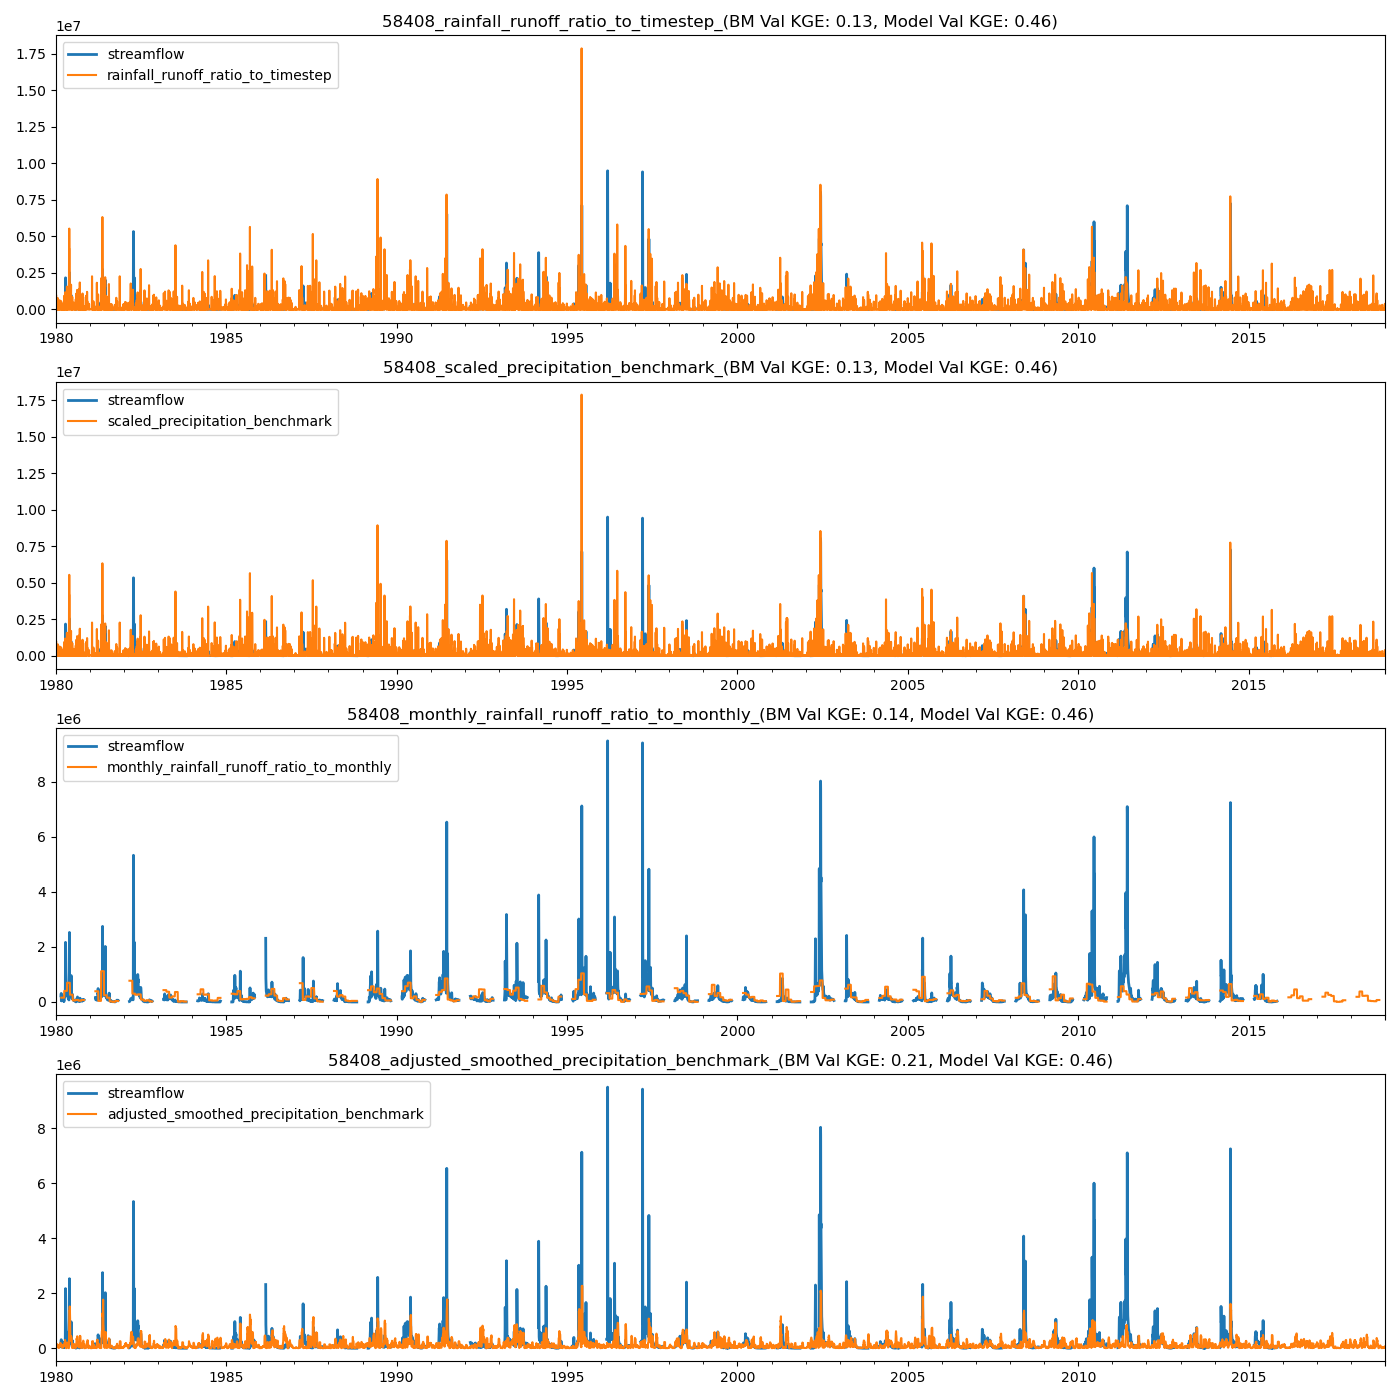 58408_rainfall_runoff_ratio_to_timestep_(BM Val KGE: 0.13, Model Val KGE: 0.46)
1e7
streamflow
rainfall_runoff_ratio_to_timestep
1.75
1.50
1.25
1.00
0.75
0.50
0.25
0.00
1980 1985 1990 1995 2000 2005 2010 2015
58408_scaled_precipitation_benchmark_(BM Val KGE: 0.13, Model Val KGE: 0.46)
1e7
streamflow
scaled_precipitation_benchmark
1.75
1.50
1.25
1.00
0.75
0.50
0.25
0.00
1980 1985 1990 1995 2000 2005 2010 2015
58408_monthly_rainfall_runoff_ratio_to_monthly_(BM Val KGE: 0.14, Model Val KGE: 0.46)
1e6
streamflow
monthly_rainfall_runoff_ratio_to_monthly
8
6
4
2
0
1980 1985 1990 1995 2000 2005 2010 2015
58408_adjusted_smoothed_precipitation_benchmark_(BM Val KGE: 0.21, Model Val KGE: 0.46)
1e6
streamflow
adjusted_smoothed_precipitation_benchmark
8
6
4
2
0
1980 1985 1990 1995 2000 2005 2010 2015